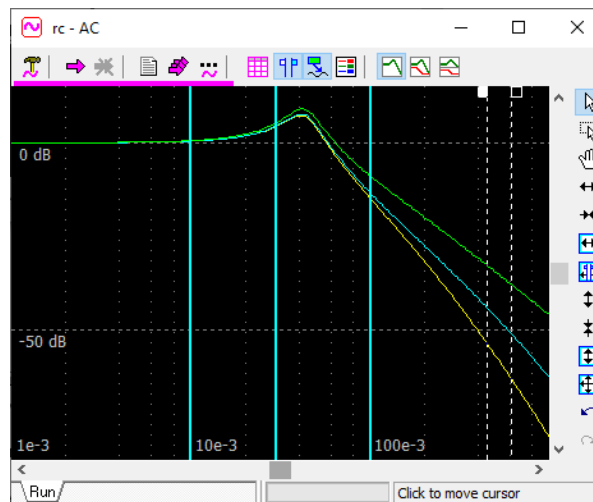 rc - AC
0 dB
-50 dB
1e-3 10e-3 100e-3
Run
Click to move cursor